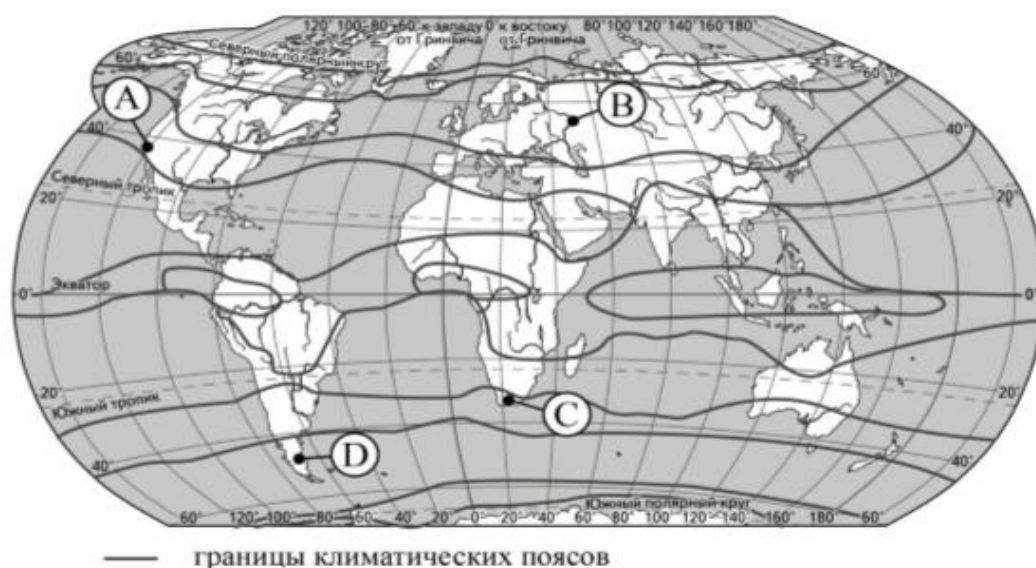 120° 100° 80° 60° к западу 0° к востоку 80 100° 120° 140° 160° 180°
от Гринвича от Гринвича
Северный полярный круг
60°
60°
A
B
40°
40°
Северный тропик
20°
20°
Экватор
0°
0°
20°
20°
Южный тропик
C
D
40°
40°
Южный полярный круг
60° 120° 100° 80° 60° 40° 20° 0° 20° 40° 60° 80° 100° 120° 140° 180° 60°
границы климатических поясов